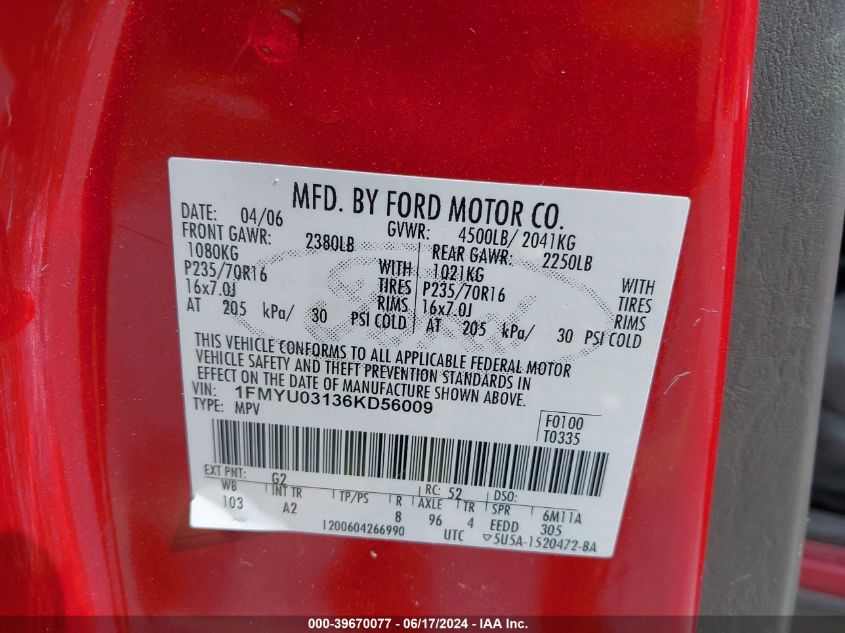 MFD. BY FORD MOTOR CO.
DATE: 04/06 GVWR: 4500LB/ 2041KG
FRONT GAWR: 2380LB REAR GAWR: 2250LB
1080KG WITH 1021KG WITH
P235/70R16 TIRES P235/70R16 TIRES
16x7.0J RIMS 16x7.0J RIMS
AT 205 kPa/ 30 PSI COLD AT 205 kPa/ 30 PSI COLD
Ford
THIS VEHICLE CONFORMS TO ALL APPLICABLE FEDERAL MOTOR
VEHICLE SAFETY AND THEFT PREVENTION STANDARDS IN
EFFECT ON THE DATE OF MANUFACTURE SHOWN ABOVE.
VIN: 1FMYU03136KD56009
TYPE: MPV
F0100
T0335
EXT PNT: G2 RC: 52 DSO:
WB INT TR TP/PS R AXLE TR SPR 6M11A
103 A2 8 96 4 EEDD 305
1200604266990 UTC ▽5U5A-1520472-BA
000-39670077 - 06/17/2024 - IAA Inc.